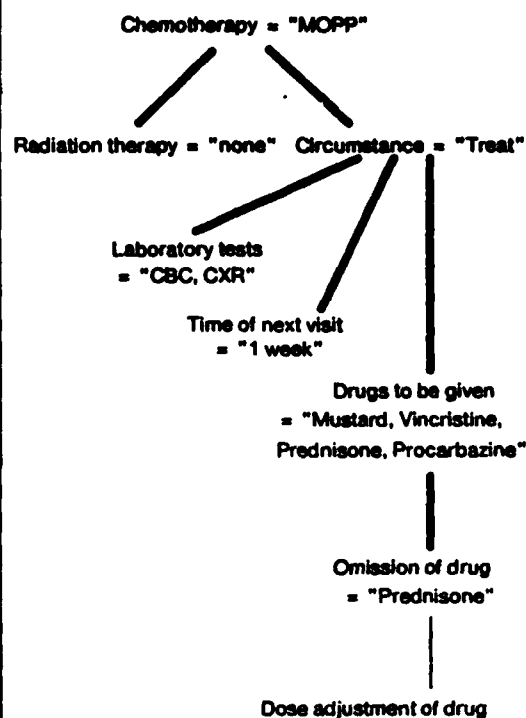 Chemotherapy = "MOPP"
Radiation therapy = "none" Circumstance = "Treat"
Laboratory tests
= "CBC, CXR"
Time of next visit
= "1 week"
Drugs to be given
= "Mustard, Vincristine,
Prednisone, Procarbazine"
Omission of drug
= "Prednisone"
Dose adjustment of drug